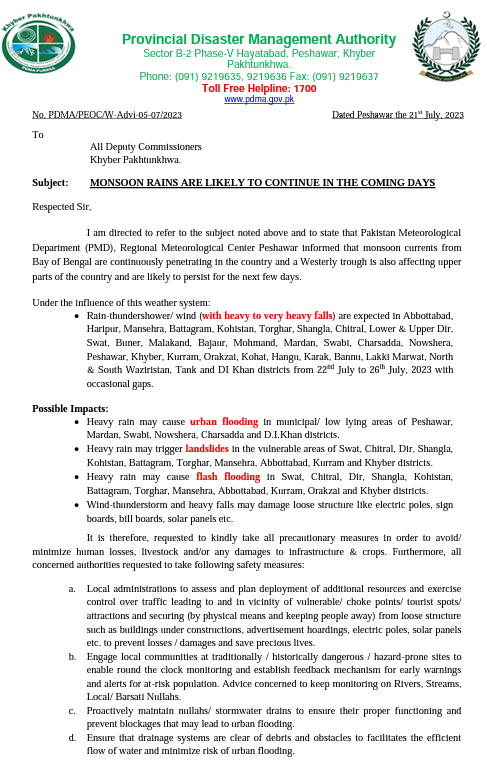 Khyber Pakhtunkhwa
Provincial Disaster Management Authority
Sector B-2 Phase-V Hayatabad, Peshawar, Khyber
Pakhtunkhwa.
Phone: (091) 9219635, 9219636 Fax: (091) 9219637
Toll Free Helpline: 1700
www.pdma.gov.pk
No. PDMA/PEOC/W-Advi-05-07/2023 Dated Peshawar the 21st July, 2023
To
All Deputy Commissioners
Khyber Pakhtunkhwa.
Subject: MONSOON RAINS ARE LIKELY TO CONTINUE IN THE COMING DAYS
Respected Sir,
I am directed to refer to the subject noted above and to state that Pakistan Meteorological
Department (PMD), Regional Meteorological Center Peshawar informed that monsoon currents from
Bay of Bengal are continuously penetrating in the country and a Westerly trough is also affecting upper
parts of the country and are likely to persist for the next few days.
Under the influence of this weather system:
• Rain-thundershower/ wind (with heavy to very heavy falls) are expected in Abbottabad,
Haripur, Mansehra, Battagram, Kohistan, Torghar, Shangla, Chitral, Lower & Upper Dir,
Swat, Buner, Malakand, Bajaur, Mohmand, Mardan, Swabi, Charsadda, Nowshera,
Peshawar, Khyber, Kurram, Orakzai, Kohat, Hangu, Karak, Bannu, Lakki Marwat, North
& South Waziristan, Tank and DI Khan districts from 22nd July to 26th July, 2023 with
occasional gaps.
Possible Impacts:
• Heavy rain may cause urban flooding in municipal/ low lying areas of Peshawar,
Mardan, Swabi, Nowshera, Charsadda and D.I.Khan districts.
• Heavy rain may trigger landslides in the vulnerable areas of Swat, Chitral, Dir, Shangla,
Kohistan, Battagram, Torghar, Mansehra, Abbottabad, Kurram and Khyber districts.
• Heavy rain may cause flash flooding in Swat, Chitral, Dir, Shangla, Kohistan,
Battagram, Torghar, Mansehra, Abbottabad, Kurram, Orakzai and Khyber districts.
• Wind-thunderstorm and heavy falls may damage loose structure like electric poles, sign
boards, bill boards, solar panels etc.
It is therefore, requested to kindly take all precautionary measures in order to avoid/
minimize human losses, livestock and/or any damages to infrastructure & crops. Furthermore, all
concerned authorities requested to take following safety measures:
a. Local administrations to assess and plan deployment of additional resources and exercise
control over traffic leading to and in vicinity of vulnerable/ choke points/ tourist spots/
attractions and securing (by physical means and keeping people away) from loose structure
such as buildings under constructions, advertisement hoardings, electric poles, solar panels
etc. to prevent losses / damages and save precious lives.
b. Engage local communities at traditionally / historically dangerous / hazard-prone sites to
enable round the clock monitoring and establish feedback mechanism for early warnings
and alerts for at-risk population. Advice concerned to keep monitoring on Rivers, Streams,
Local/ Barsati Nullahs.
c. Proactively maintain nullahs/ stormwater drains to ensure their proper functioning and
prevent blockages that may lead to urban flooding.
d. Ensure that drainage systems are clear of debris and obstacles to facilitates the efficient
flow of water and minimize risk of urban flooding.